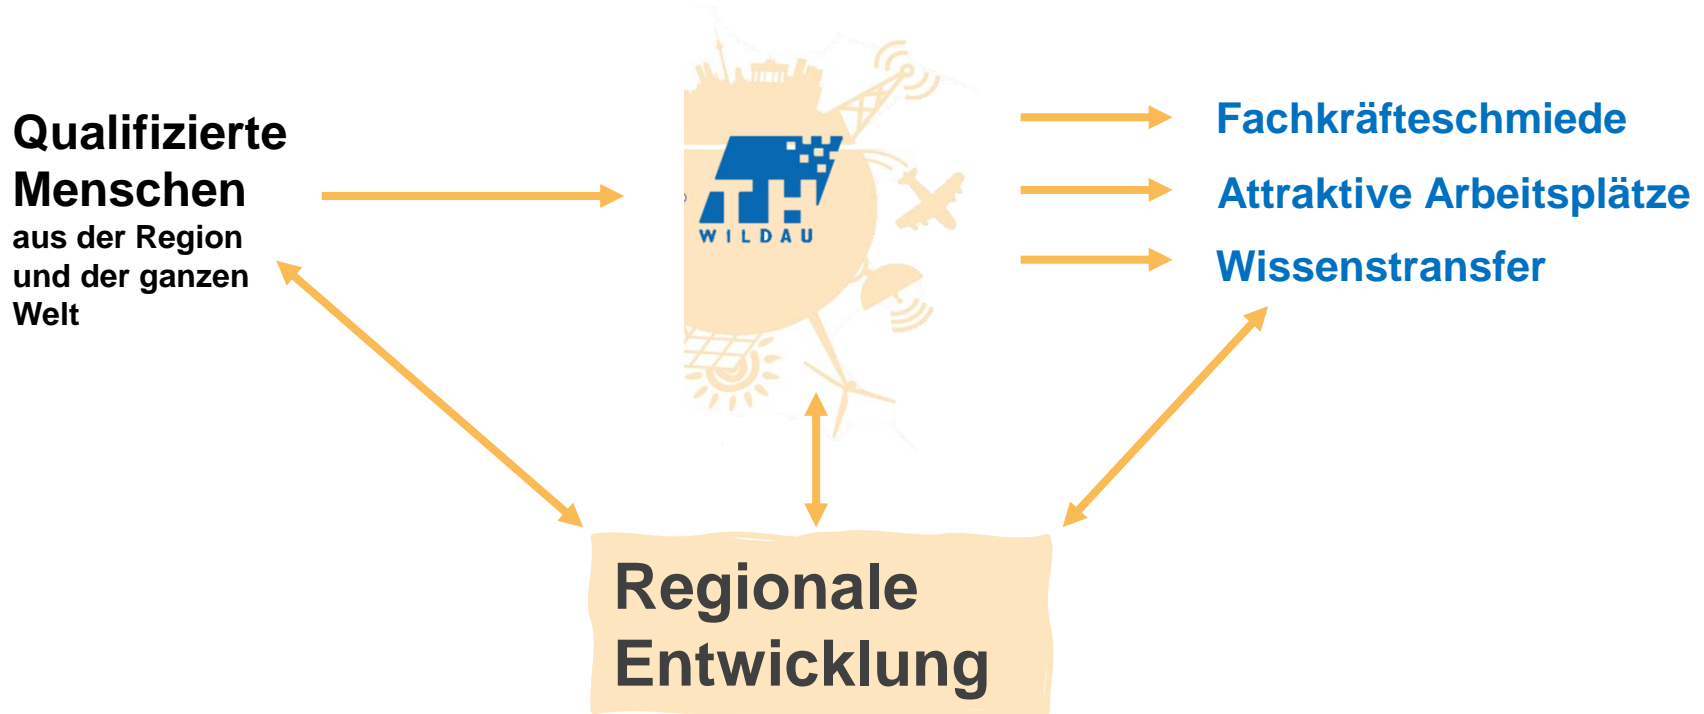 Qualifizierte
Menschen
aus der Region
und der ganzen
Welt
TH
WILDAU
Fachkräfteschmiede
Attraktive Arbeitsplätze
Wissenstransfer
Regionale
Entwicklung